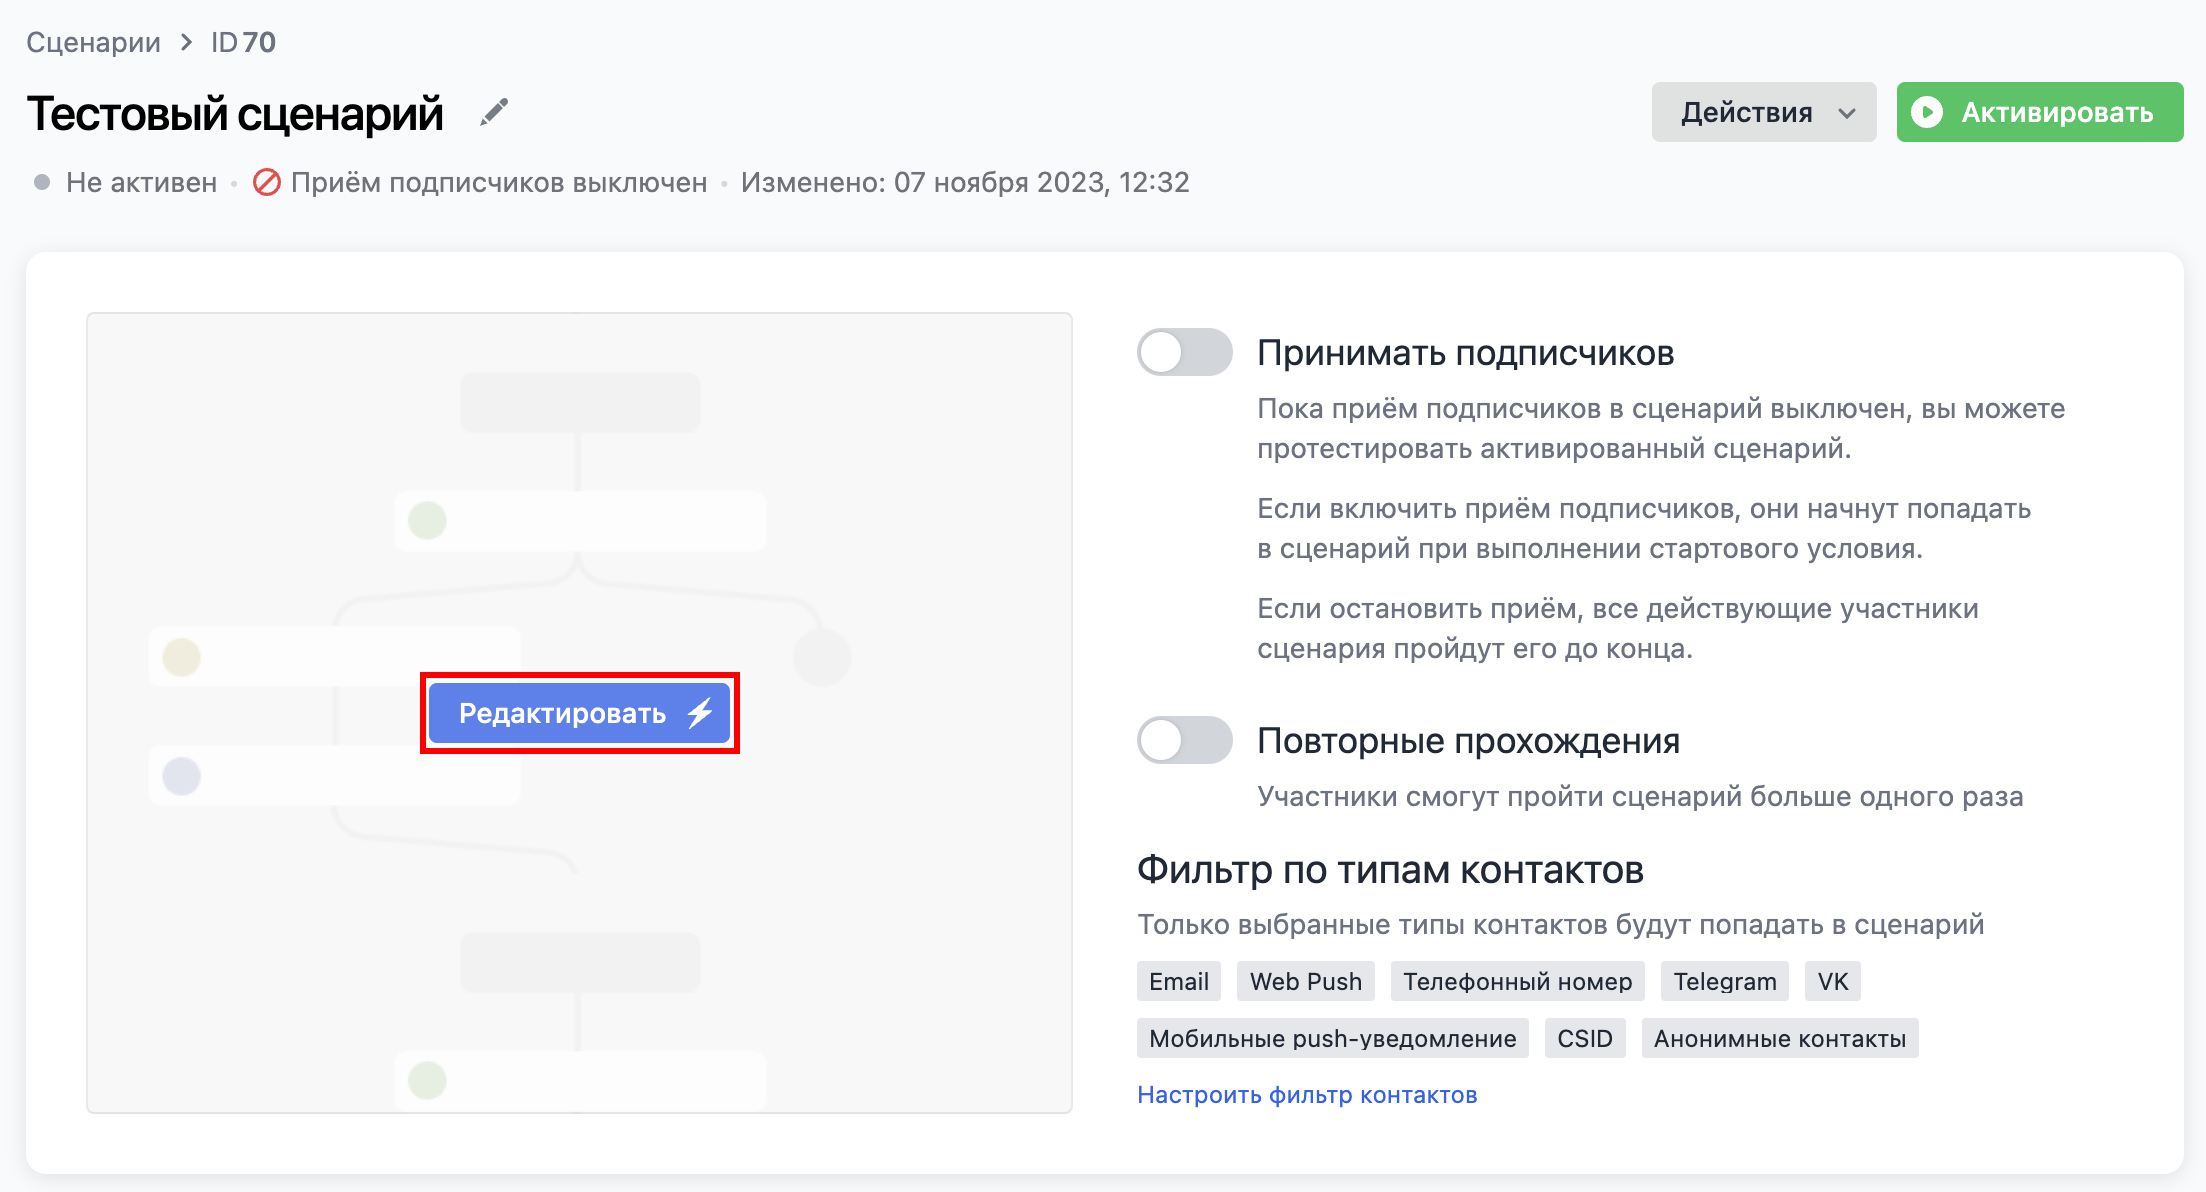 Сценарии > ID 70
Тестовый сценарий
Действия
Активировать
Не активен · Приём подписчиков выключен · Изменено: 07 ноября 2023, 12:32
Редактировать
Принимать подписчиков
Пока приём подписчиков в сценарий выключен, вы можете
протестировать активированный сценарий.
Если включить приём подписчиков, они начнут попадать
в сценарий при выполнении стартового условия.
Если остановить приём, все действующие участники
сценария пройдут его до конца.
Повторные прохождения
Участники смогут пройти сценарий больше одного раза
Фильтр по типам контактов
Только выбранные типы контактов будут попадать в сценарий
Email Web Push Телефонный номер Telegram VK
Мобильные push-уведомление CSID Анонимные контакты
Настроить фильтр контактов